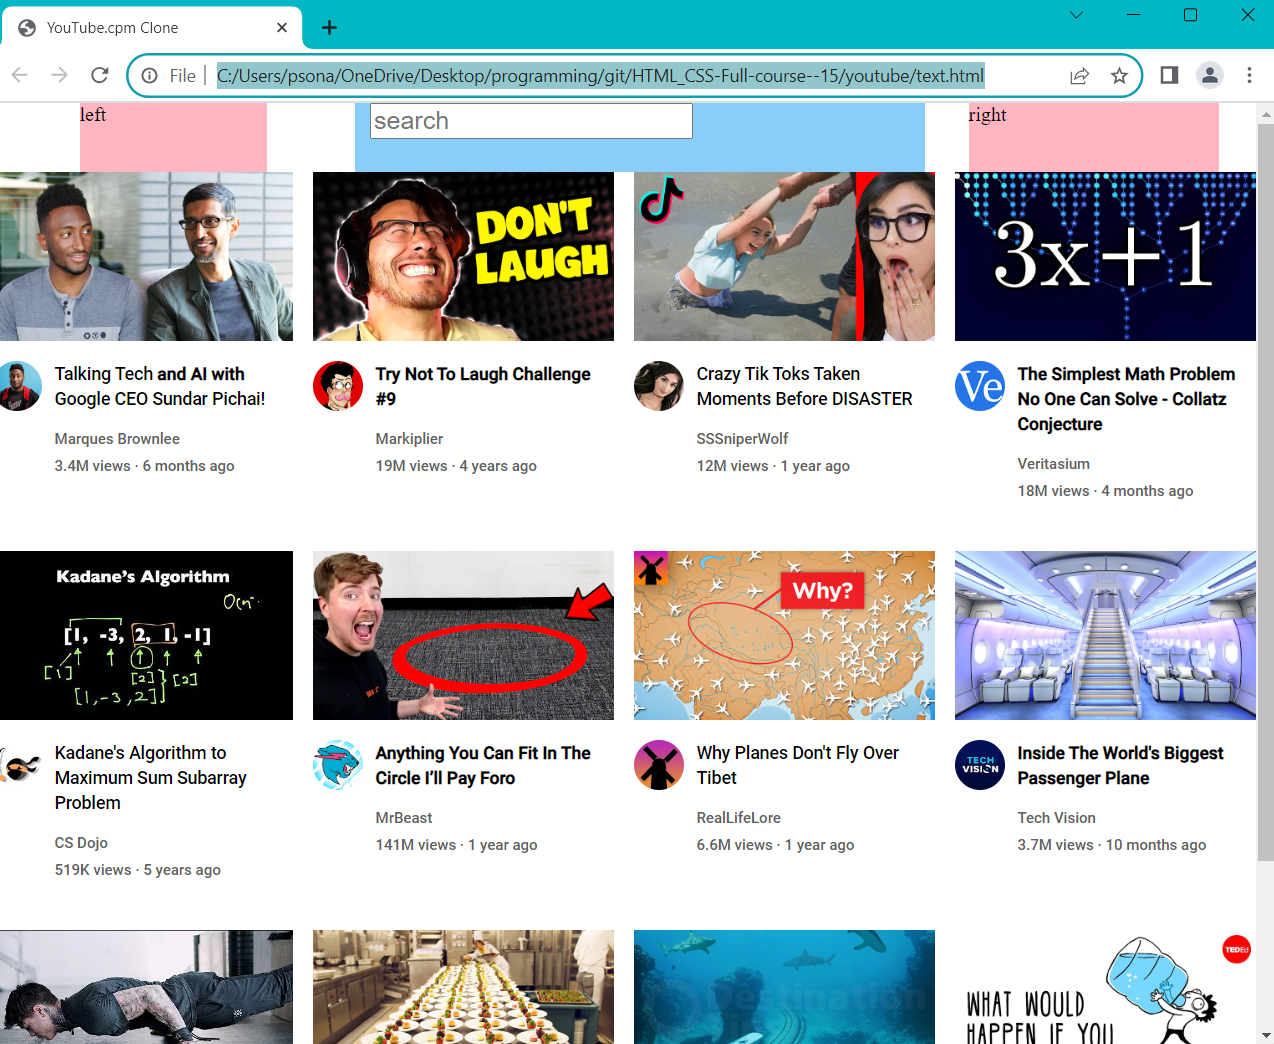 YouTube.cpm Clone
File
C:/Users/psona/OneDrive/Desktop/programming/git/HTML_CSS-Full-course--15/youtube/text.html
left
search
right
DON'T
LAUGH
3x+1
Talking Tech and AI with
Google CEO Sundar Pichai!
Marques Brownlee
3.4M views · 6 months ago
Try Not To Laugh Challenge
#9
Markiplier
19M views · 4 years ago
Crazy Tik Toks Taken
Moments Before DISASTER
SSSniperWolf
12M views · 1 year ago
Ve
The Simplest Math Problem
No One Can Solve - Collatz
Conjecture
Veritasium
18M views · 4 months ago
Kadane's Algorithm
[1, -3, 2, 1, -1]
[1]
[2]
[2]
[1,-3,2]
Why?
Kadane's Algorithm to
Maximum Sum Subarray
Problem
CS Dojo
519K views · 5 years ago
Anything You Can Fit In The
Circle I'll Pay Foro
MrBeast
141M views · 1 year ago
Why Planes Don't Fly Over
Tibet
RealLifeLore
6.6M views · 1 year ago
TECH
VISION
Inside The World's Biggest
Passenger Plane
Tech Vision
3.7M views · 10 months ago
TEDEd
WHAT WOULD
HAPPEN IF YOU